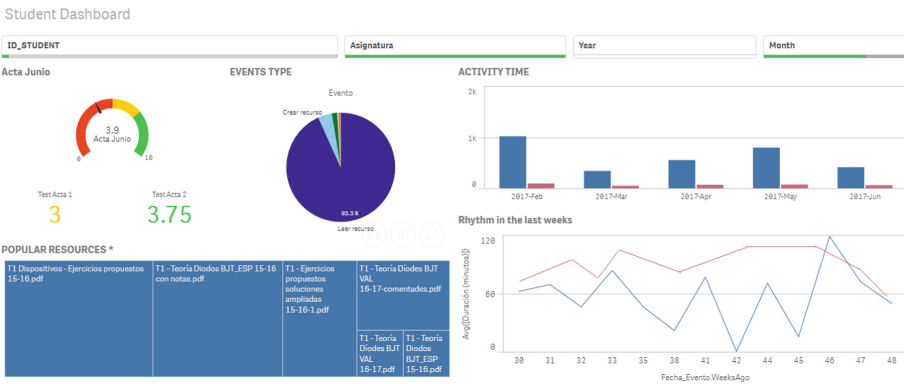 Student Dashboard
ID_STUDENT
Asignatura
Year
Month
Acta Junio
3.9
Acta Junio
0
10
Test Acta 1
3
Test Acta 2
3.75
EVENTS TYPE
Evento
Crear recurso
93.3 %
Leer recurso
ACTIVITY TIME
2k
1k
0
2017-Feb
2017-Mar
2017-Apr
2017-May
2017-Jun
POPULAR RESOURCES *
T1 Dispositivos - Ejercicios propuestos
15-16.pdf
T1 - Teoría Diodos BJT_ESP 15-16
con notas.pdf
T1 - Ejercicios
propuestos
soluciones
ampliadas
15-16-1.pdf
T1 - Teoría Díodes BJT
VAL
16-17-comentades.pdf
T1 - Teoría
Díodes BJT
VAL
16-17.pdf
T1 - Teoría
Diodos
BJT_ESP
15-16.pdf
Rhythm in the last weeks
Avg([Duración (minutos)])
120
60
0
30
31
32
33
35
38
41
42
44
45
46
47
48
Fecha_Evento.WeeksAgo